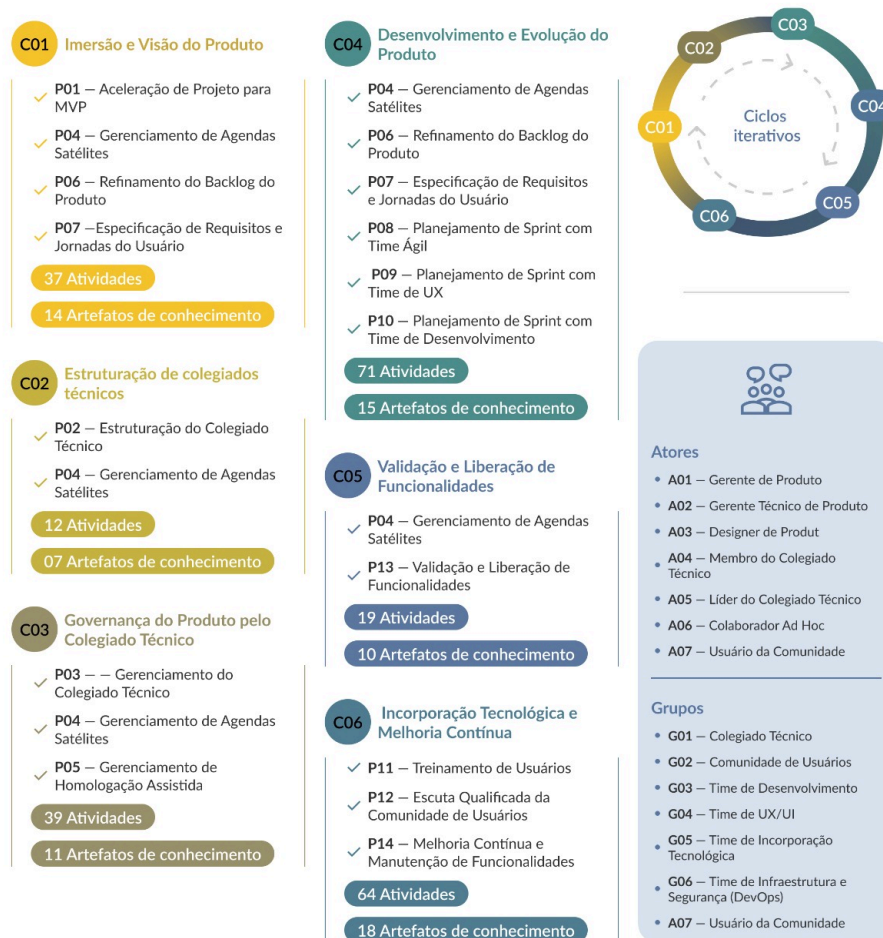 C01
Imersão e Visão do Produto
P01 — Aceleração de Projeto para
MVP
P04 — Gerenciamento de Agendas
Satélites
P06 — Refinamento do Backlog do
Produto
P07 —Especificação de Requisitos e
Jornadas do Usuário
37 Atividades
14 Artefatos de conhecimento
C02
Estruturação de colegiados
técnicos
P02 – Estruturação do Colegiado
Técnico
P04 — Gerenciamento de Agendas
Satélites
12 Atividades
07 Artefatos de conhecimento
C03
Governança do Produto pelo
Colegiado Técnico
P03 — — Gerenciamento do
Colegiado Técnico
P04 — Gerenciamento de Agendas
Satélites
P05 — Gerenciamento de
Homologação Assistida
39 Atividades
11 Artefatos de conhecimento
C04
Desenvolvimento e Evolução do
Produto
P04 — Gerenciamento de Agendas
Satélites
P06 — Refinamento do Backlog do
Produto
P07 — Especificação de Requisitos
e Jornadas do Usuário
P08 — Planejamento de Sprint com
Time Ágil
P09 — Planejamento de Sprint com
Time de UX
P10 — Planejamento de Sprint com
Time de Desenvolvimento
71 Atividades
15 Artefatos de conhecimento
C05
Validação e Liberação de
Funcionalidades
P04 — Gerenciamento de Agendas
Satélites
P13 — Validação e Liberação de
Funcionalidades
19 Atividades
10 Artefatos de conhecimento
C06
Incorporação Tecnológica e
Melhoria Contínua
P11 — Treinamento de Usuários
P12 — Escuta Qualificada da
Comunidade de Usuários
P14 — Melhoria Contínua e
Manutenção de Funcionalidades
64 Atividades
18 Artefatos de conhecimento
C03
C02
C04
C01
Ciclos
iterativos
C05
C06
Atores
A01 — Gerente de Produto
A02 — Gerente Técnico de Produto
A03 — Designer de Produt
A04 — Membro do Colegiado
Técnico
A05 — Líder do Colegiado Técnico
A06 — Colaborador Ad Hoc
A07 — Usuário da Comunidade
Grupos
G01 — Colegiado Técnico
G02 — Comunidade de Usuários
G03 — Time de Desenvolvimento
G04 — Time de UX/UI
G05 — Time de Incorporação
Tecnológica
G06 — Time de Infraestrutura e
Segurança (DevOps)
A07 — Usuário da Comunidade